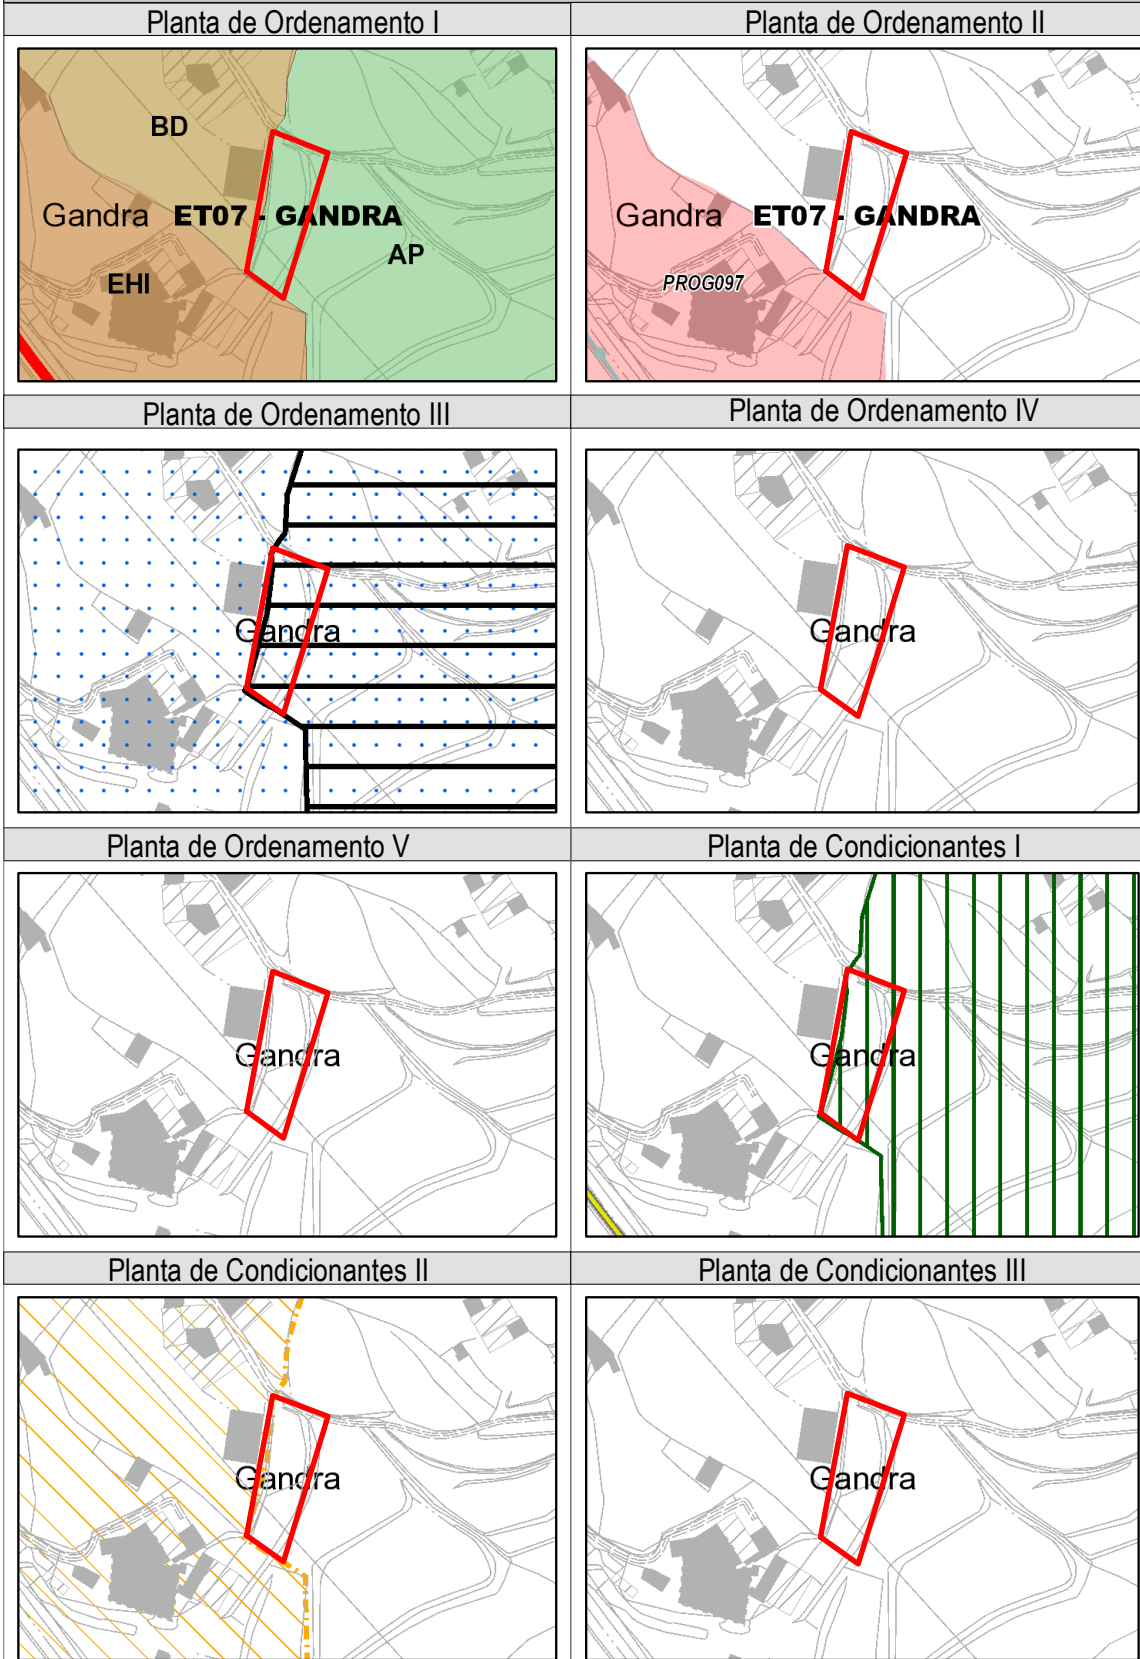 Planta de Ordenamento I
Planta de Ordenamento II
BD
Gandra
ET07 - GANDRA
AP
EHI
Gandra
ET07 - GANDRA
PROG097
Planta de Ordenamento III
Planta de Ordenamento IV
Gandra
Gandra
Planta de Ordenamento V
Planta de Condicionantes I
Gandra
Gandra
Planta de Condicionantes II
Planta de Condicionantes III
Gandra
Gandra